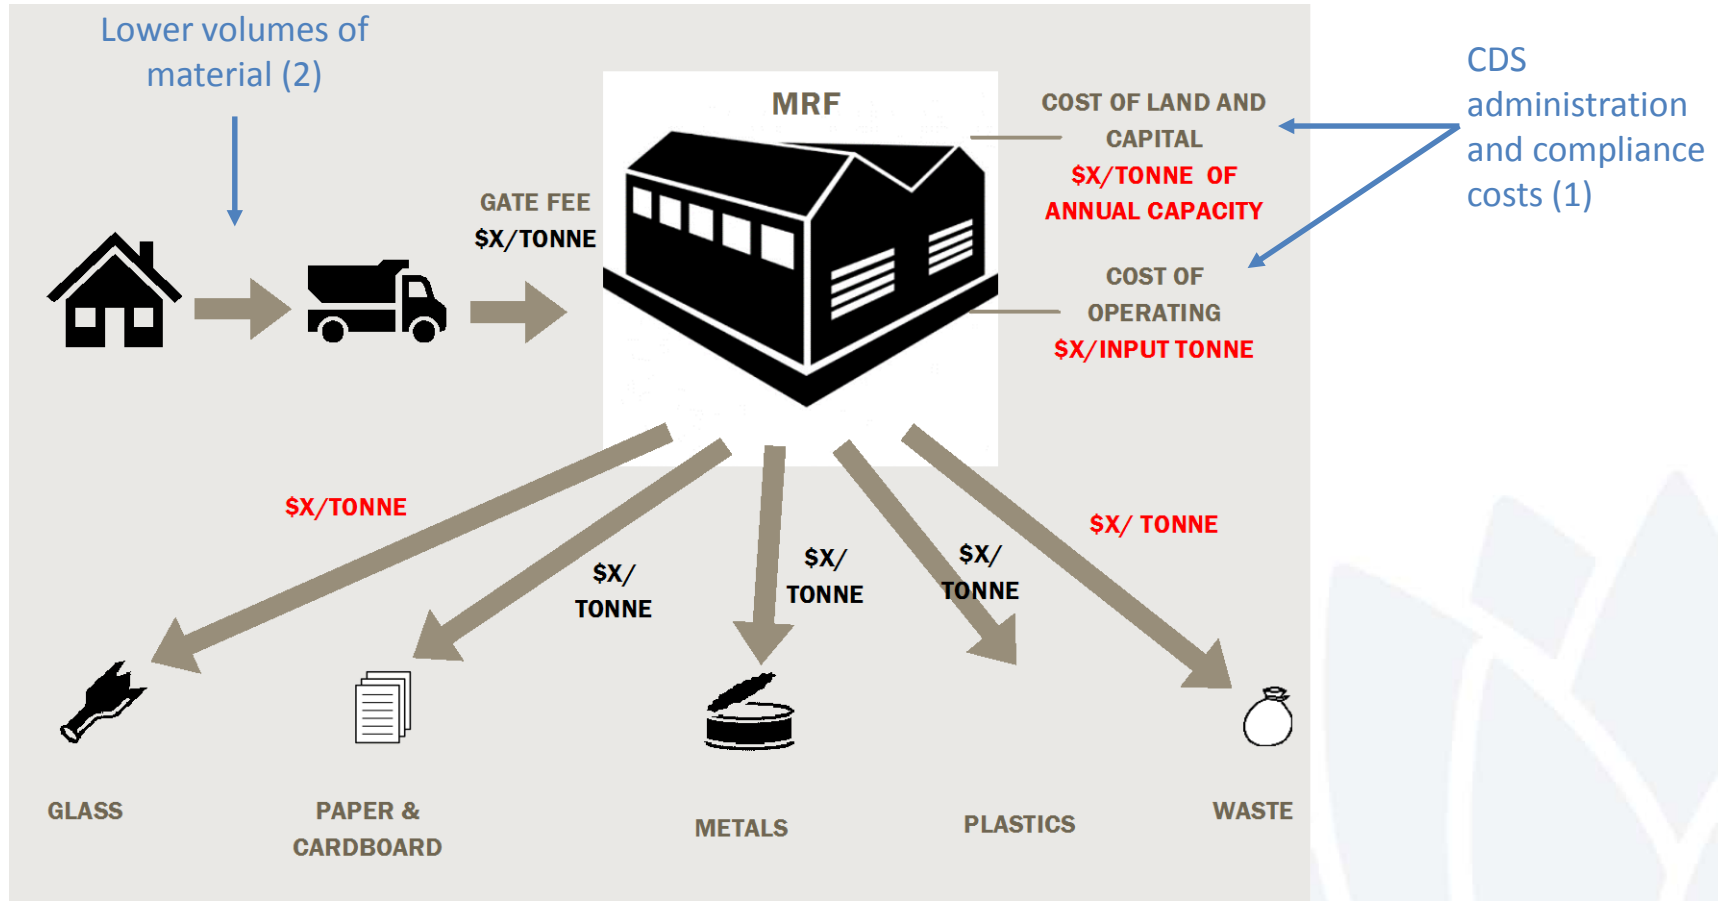 Lower volumes of
material (2)
MRF
COST OF LAND AND
CAPITAL
$X/TONNE OF
ANNUAL CAPACITY
CDS
administration
and compliance
costs (1)
GATE FEE
$X/TONNE
COST OF
OPERATING
$X/INPUT TONNE
$X/TONNE
$X/
TONNE
$X/
TONNE
$X/
TONNE
$X/ TONNE
GLASS
PAPER &
CARDBOARD
METALS
PLASTICS
WASTE